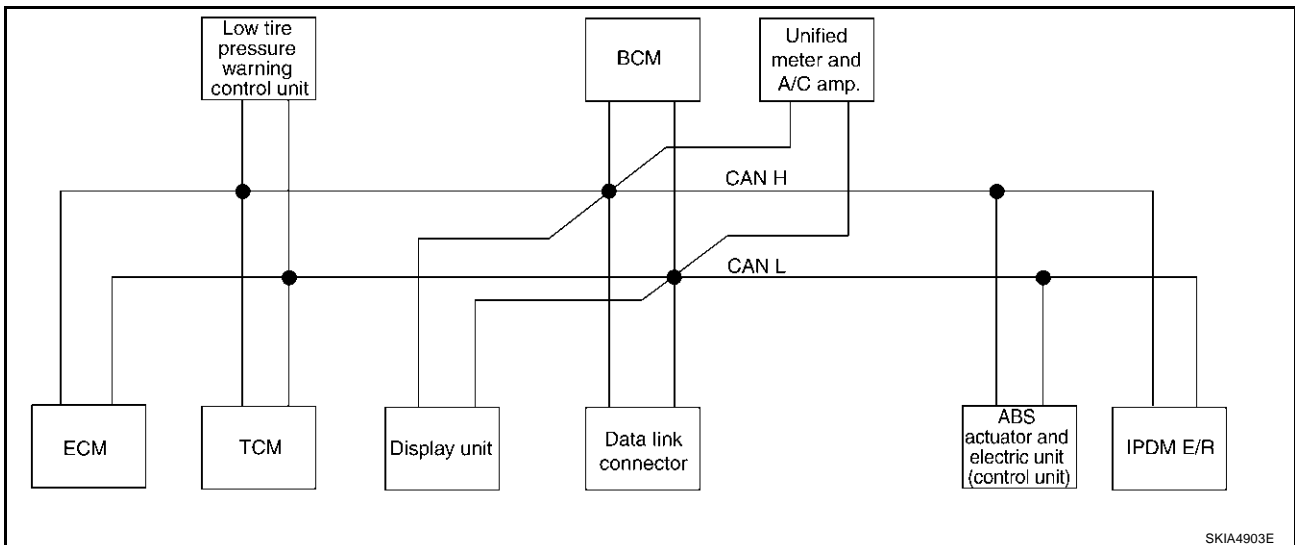 Low tire
pressure
warning
control unit
BCM
Unified
meter and
A/C amp.
CAN H
CAN L
ECM
TCM
Display unit
Data link
connector
ABS
actuator and
electric unit
(control unit)
IPDM E/R
SKIA4903E